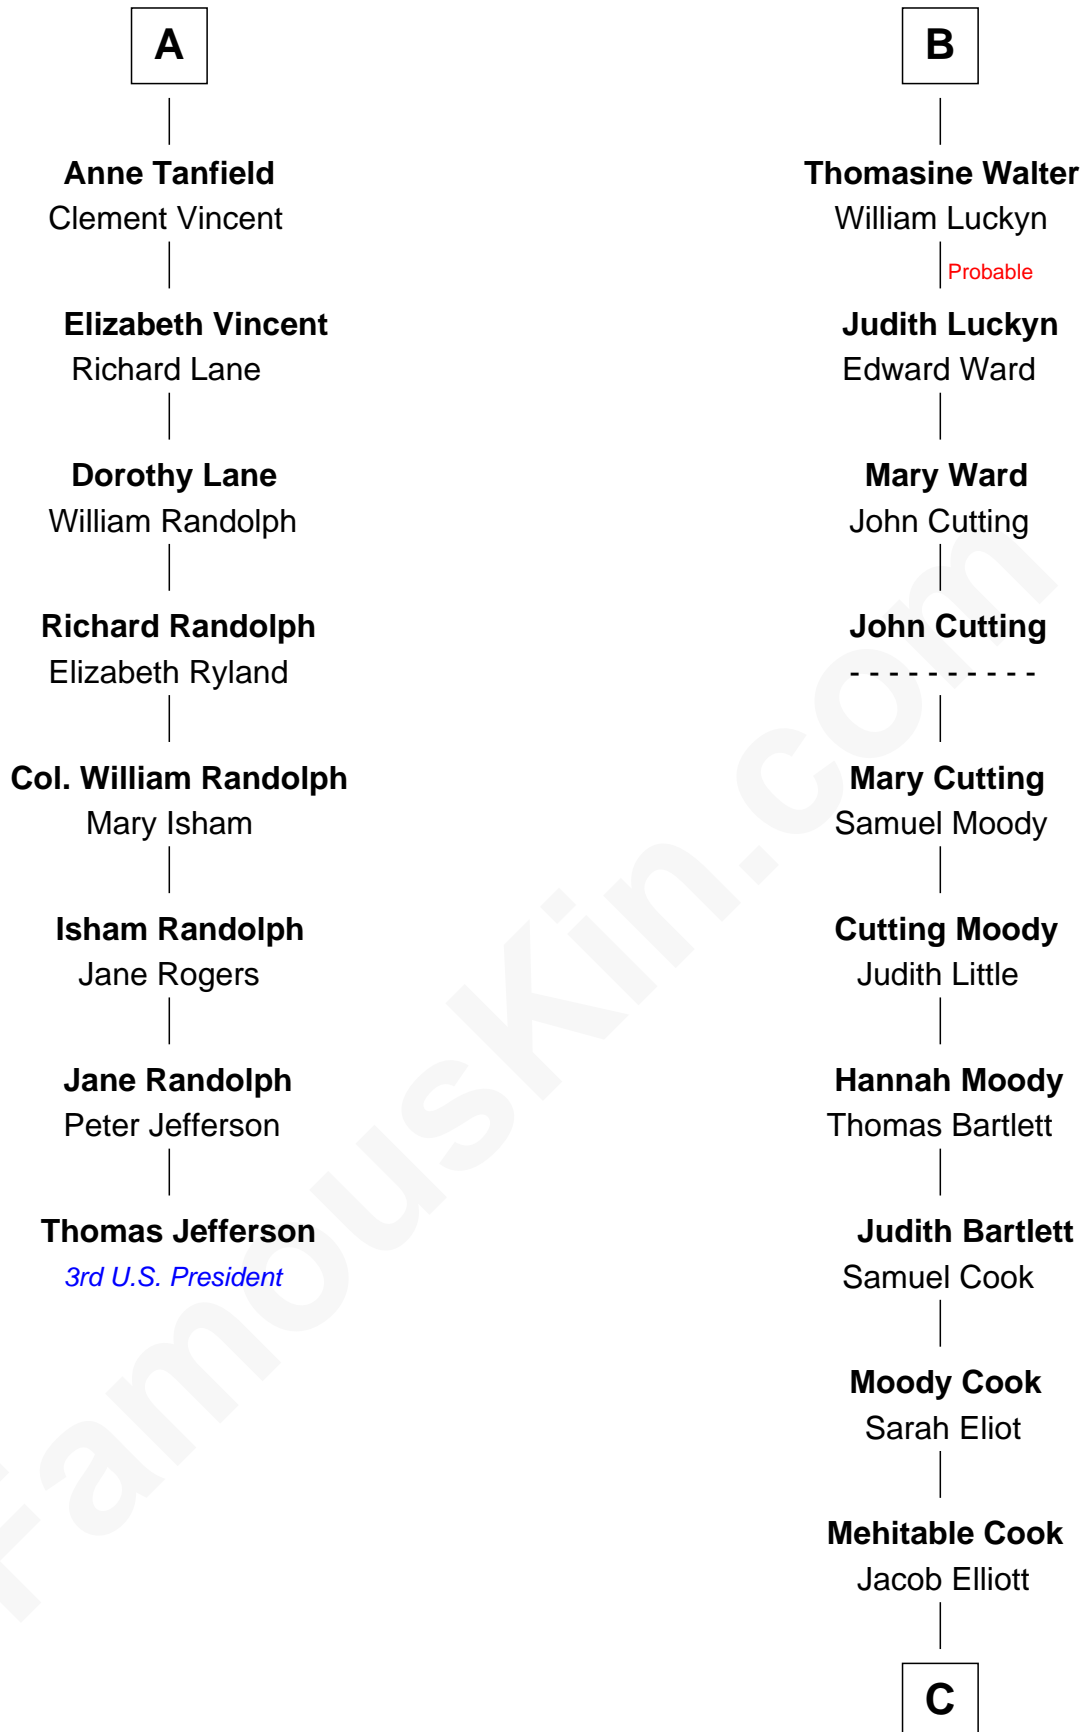 A
Anne Tanfield
Clement Vincent
Elizabeth Vincent
Richard Lane
Dorothy Lane
William Randolph
Richard Randolph
Elizabeth Ryland
Col. William Randolph
Mary Isham
Isham Randolph
Jane Rogers
Jane Randolph
Peter Jefferson
Thomas Jefferson
3rd U.S. President
B
Thomasine Walter
William Luckyn
Probable
Judith Luckyn
Edward Ward
Mary Ward
John Cutting
John Cutting
- - - - - - - - - -
Mary Cutting
Samuel Moody
Cutting Moody
Judith Little
Hannah Moody
Thomas Bartlett
Judith Bartlett
Samuel Cook
Moody Cook
Sarah Eliot
Mehitable Cook
Jacob Elliott
C
FamousKin.com